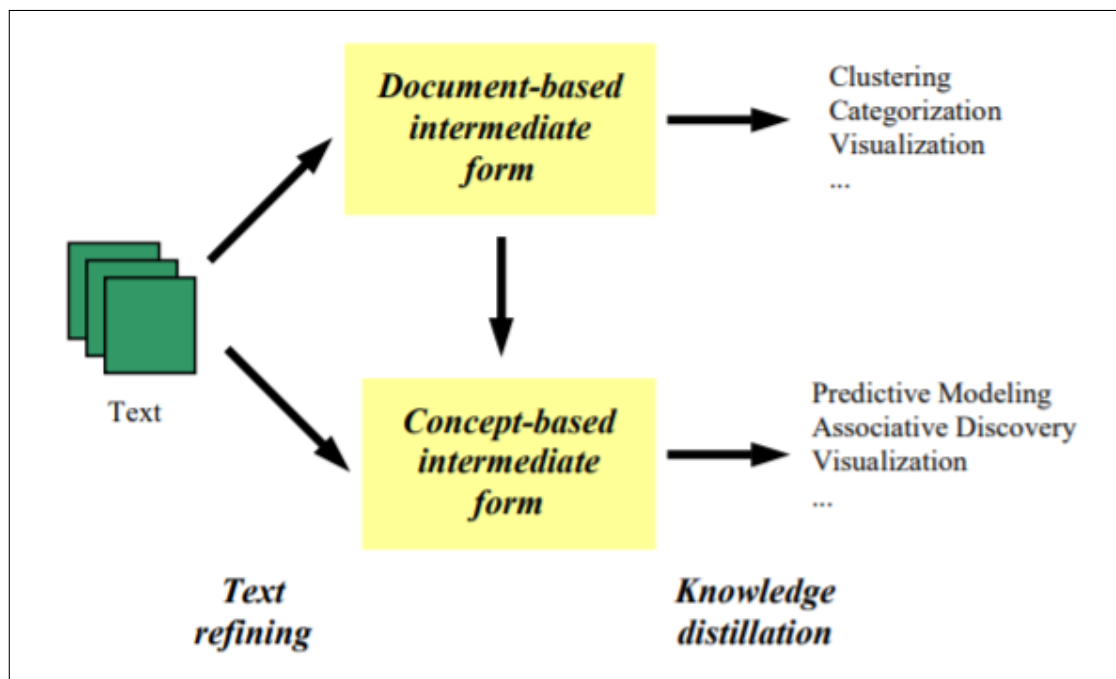 Document-based
intermediate
form
Clustering
Categorization
Visualization
...
Text
Concept-based
intermediate
form
Predictive Modeling
Associative Discovery
Visualization
...
Text
refining
Knowledge
distillation